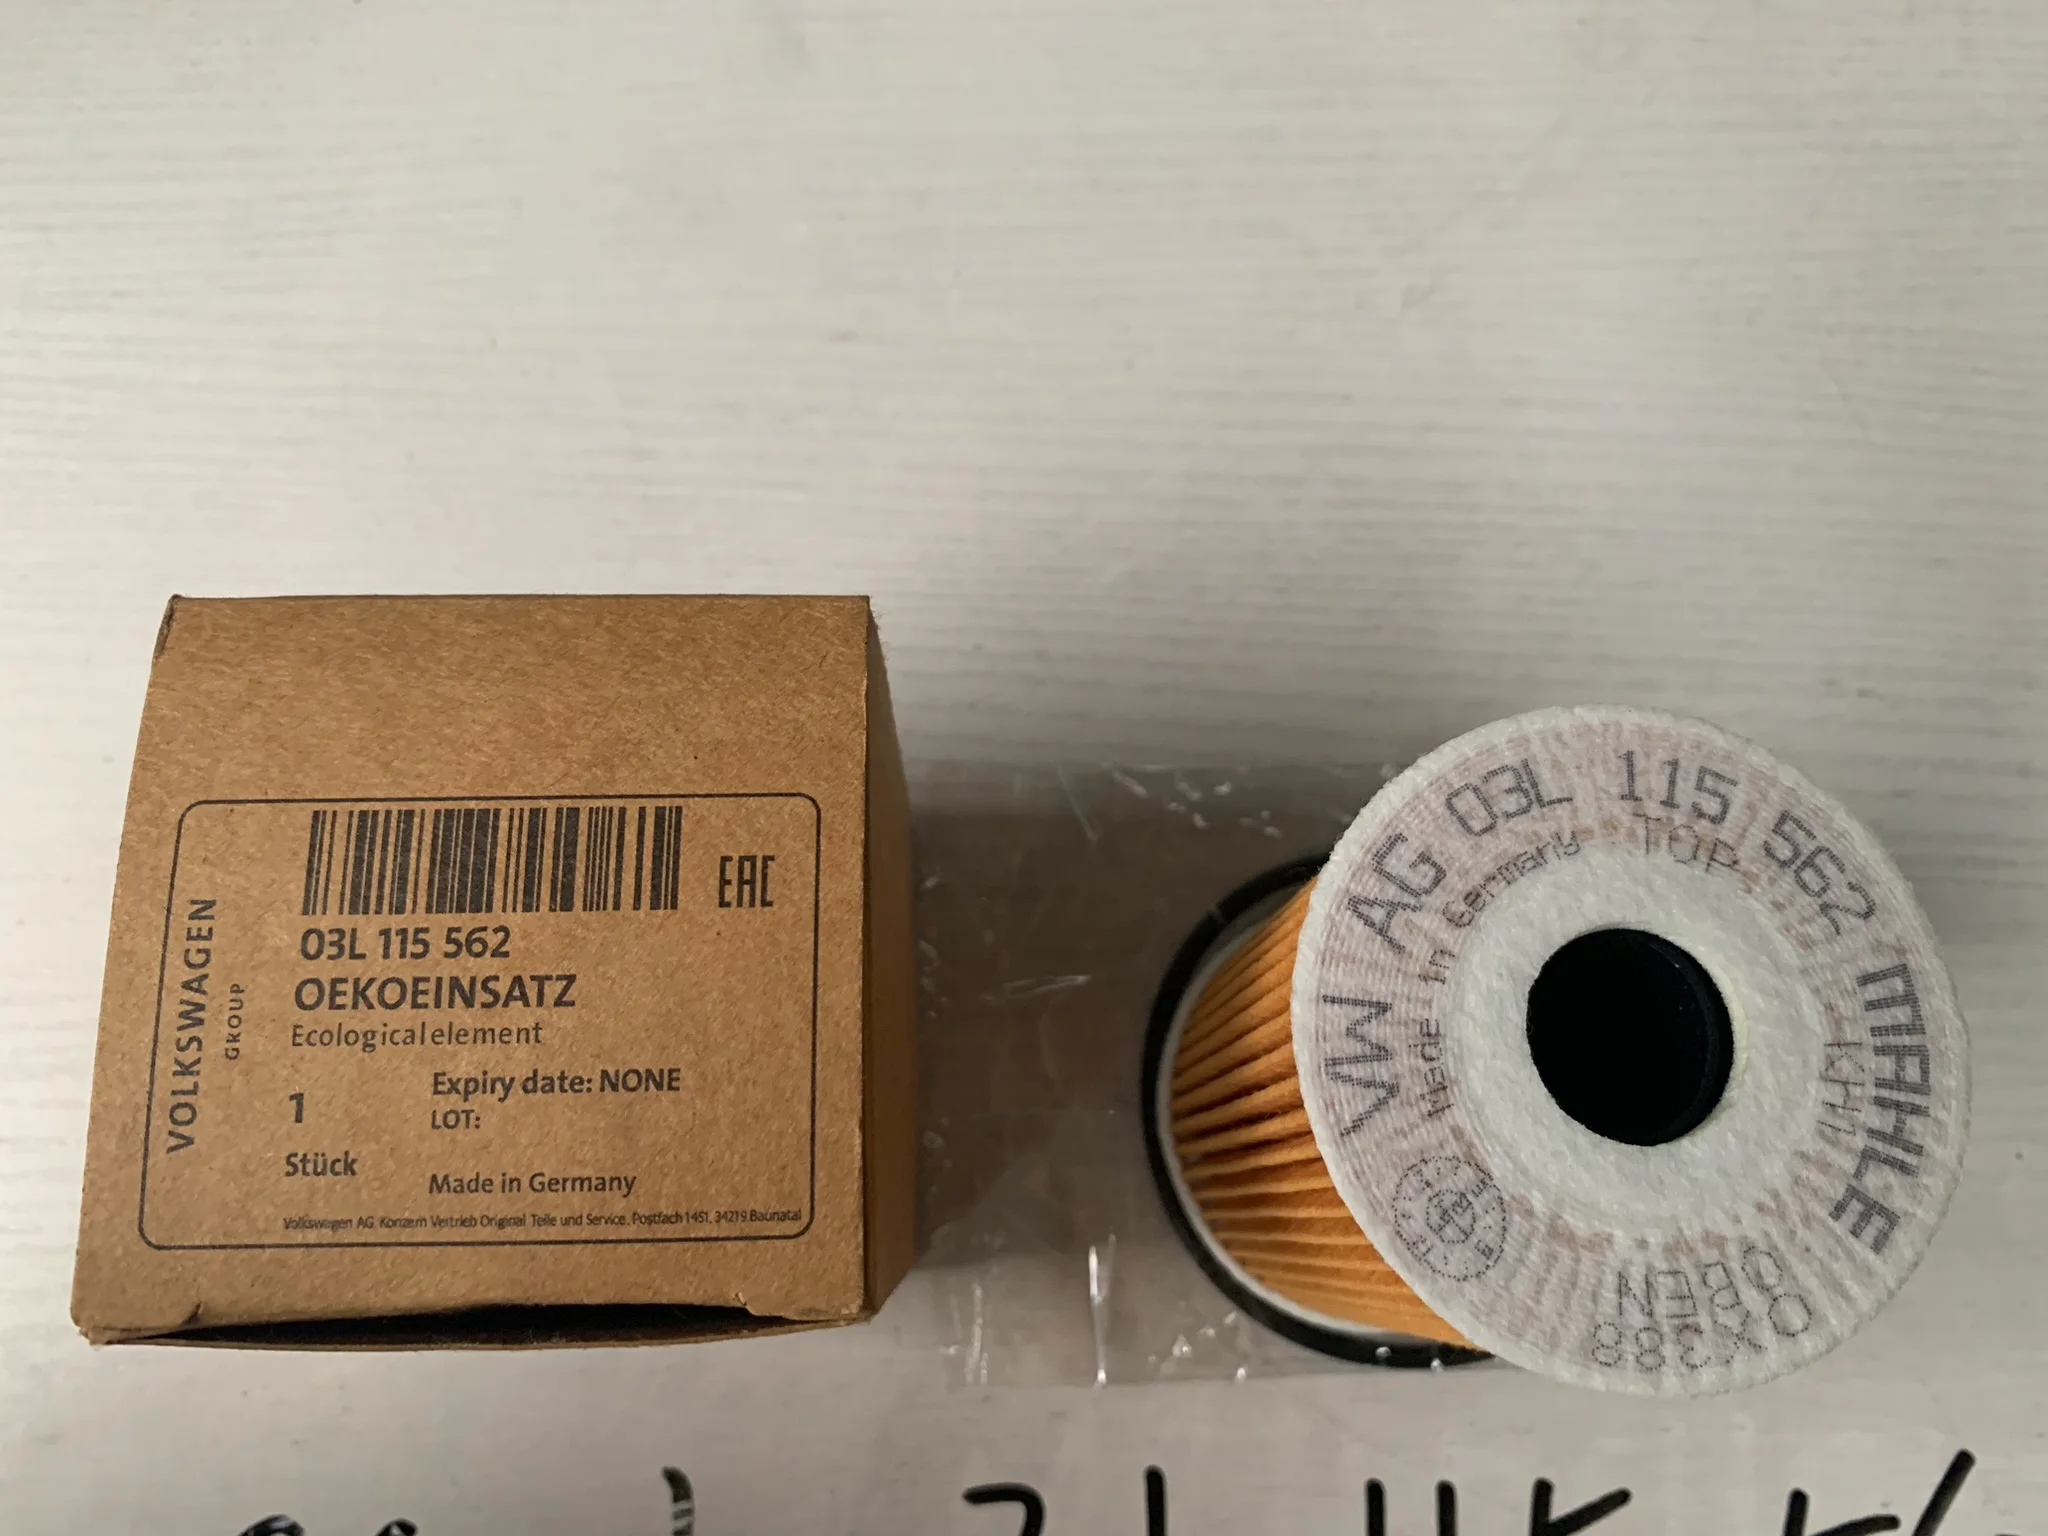 VOLKSWAGEN
GROUP
EAC
03L 115 562
OEKOEINSATZ
Ecological element
1
Stück
Expiry date: NONE
LOT:
Made in Germany
Volkswagen AG, Konzern Vertrieb Original Teile und Service, Postfach 1451, 34219 Baunatal
VW AG 03L 115 562 MAHLE
Made in Germany
TOP
OBEN
OX388